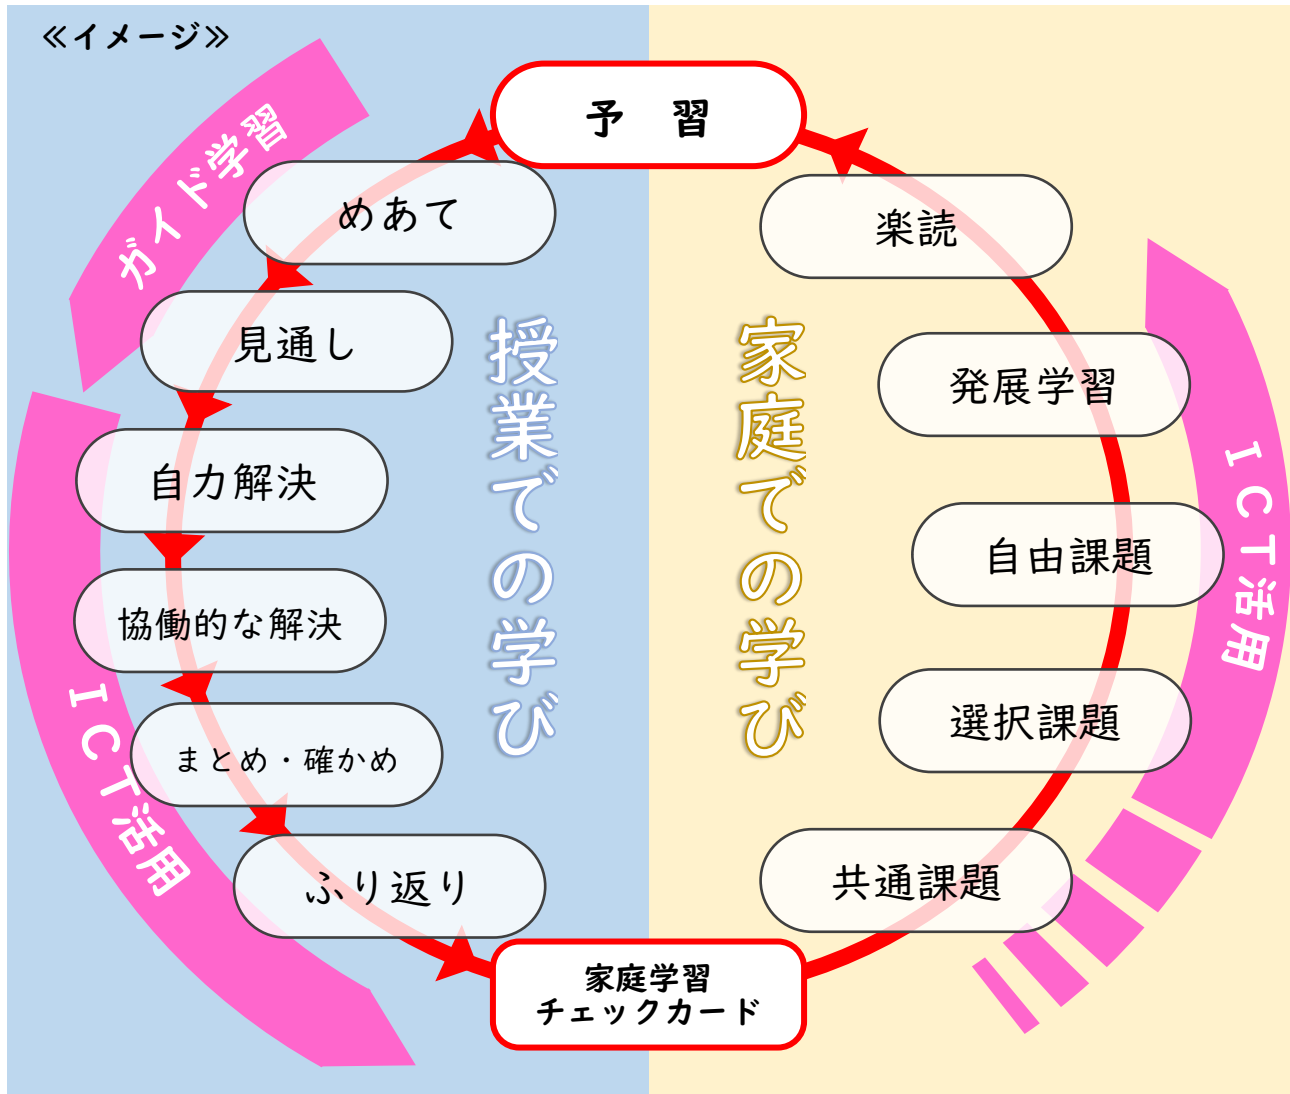 ≪イメージ≫
予　習
ガイド学習
めあて
見通し
自力解決
協働的な解決
まとめ・確かめ
ふり返り
ＩＣＴ活用
授業での学び
家庭での学び
楽読
発展学習
自由課題
選択課題
共通課題
ＩＣＴ活用
家庭学習
チェックカード